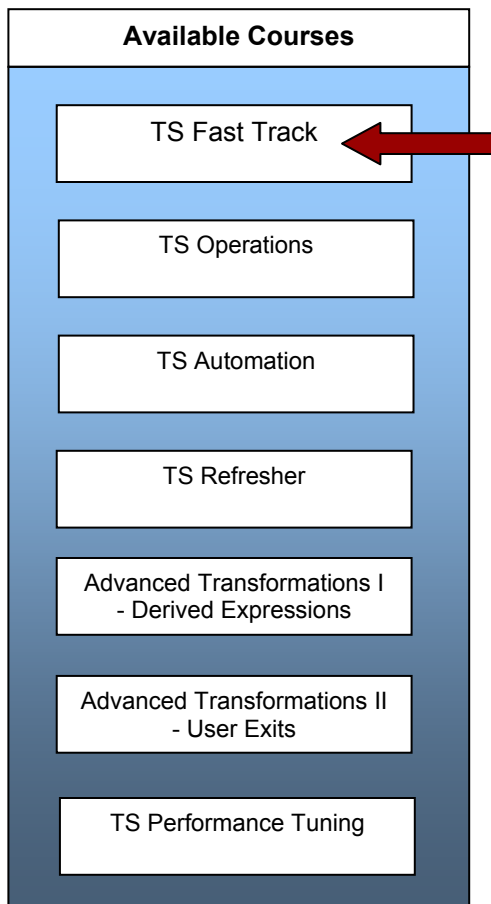 Available Courses
TS Fast Track
TS Operations
TS Automation
TS Refresher
Advanced Transformations I
- Derived Expressions
Advanced Transformations II
- User Exits
TS Performance Tuning